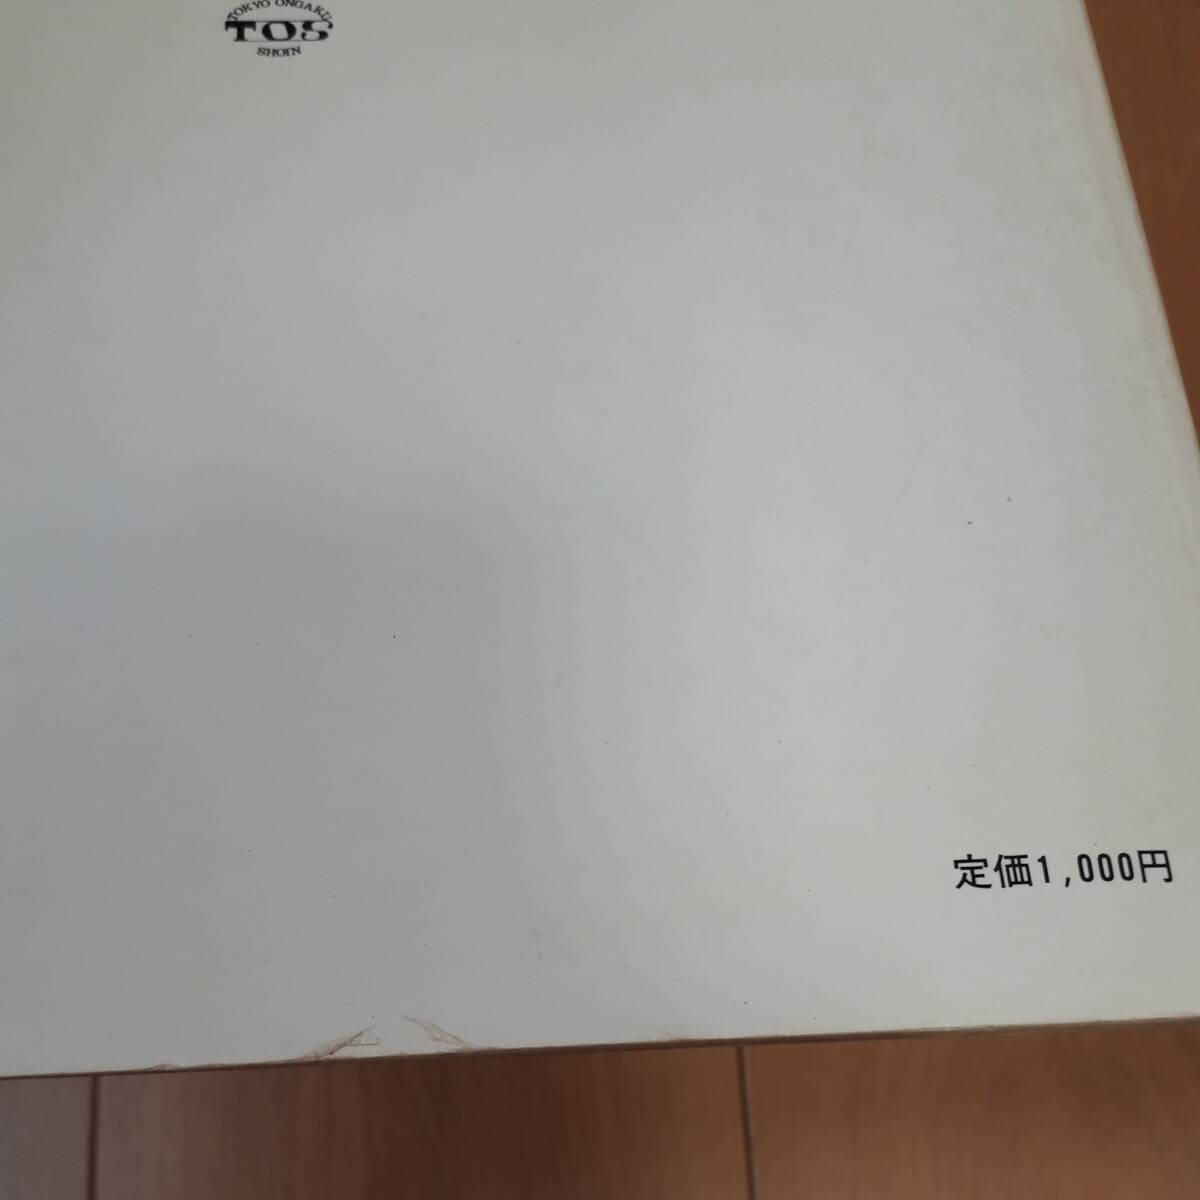 TOKYO ONGAKU
TOS
SHOIN
定価1,000円